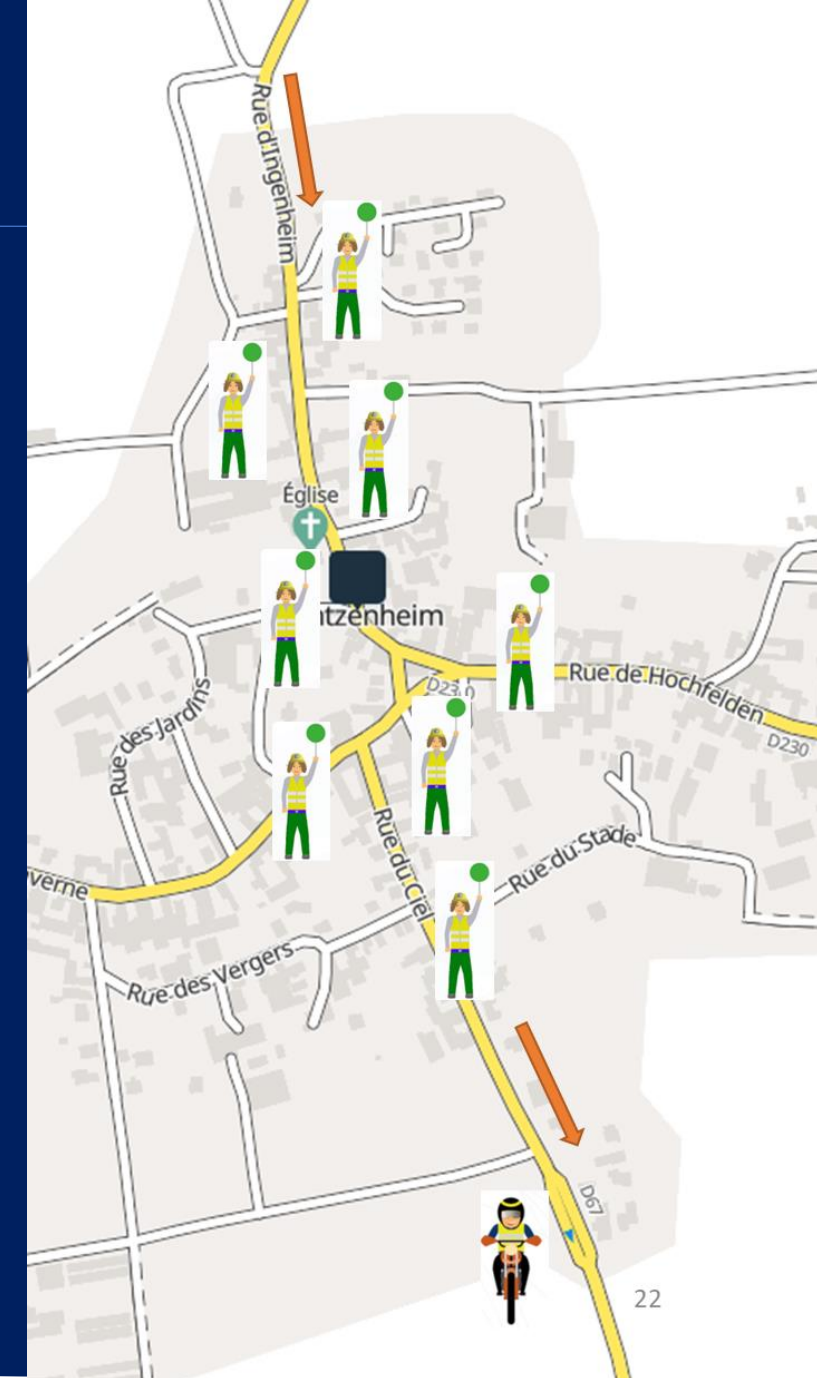 Rue d'Ingenheim
Église
ntzenheim
Rue de Hochfelden
D230
D230
Rue des Jardins
Rue du Ciel
Rue du Stade
verne
Rue des Vergers
D67
22